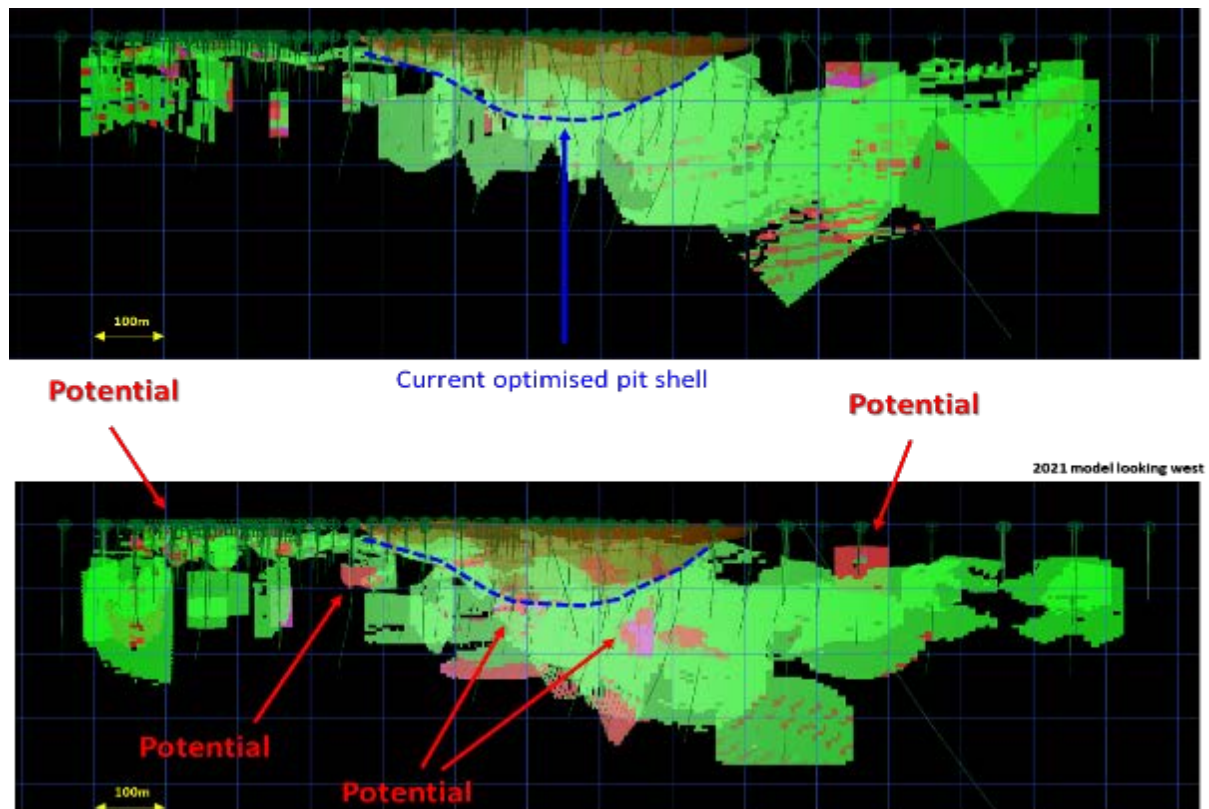 100m
Current optimised pit shell
Potential
Potential
2021 model looking west
Potential
Potential
100m